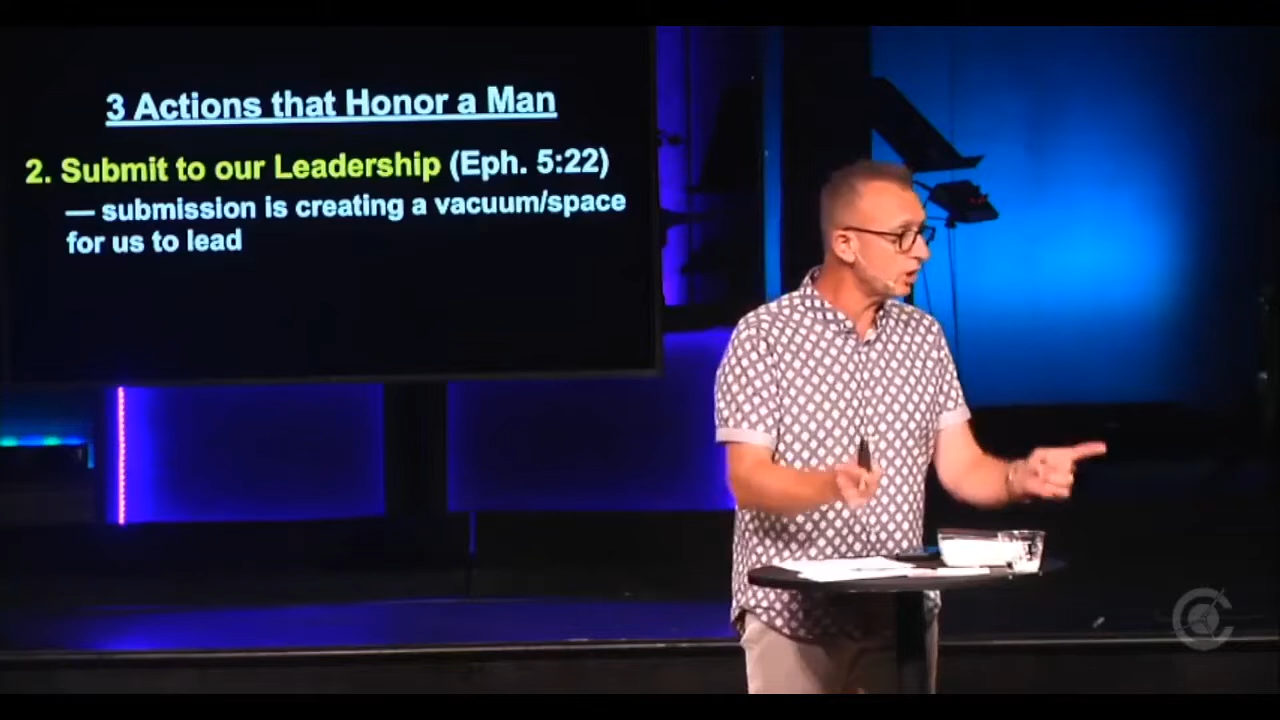 3 Actions that Honor a Man
2. Submit to our Leadership (Eph. 5:22)
— submission is creating a vacuum/space
for us to lead